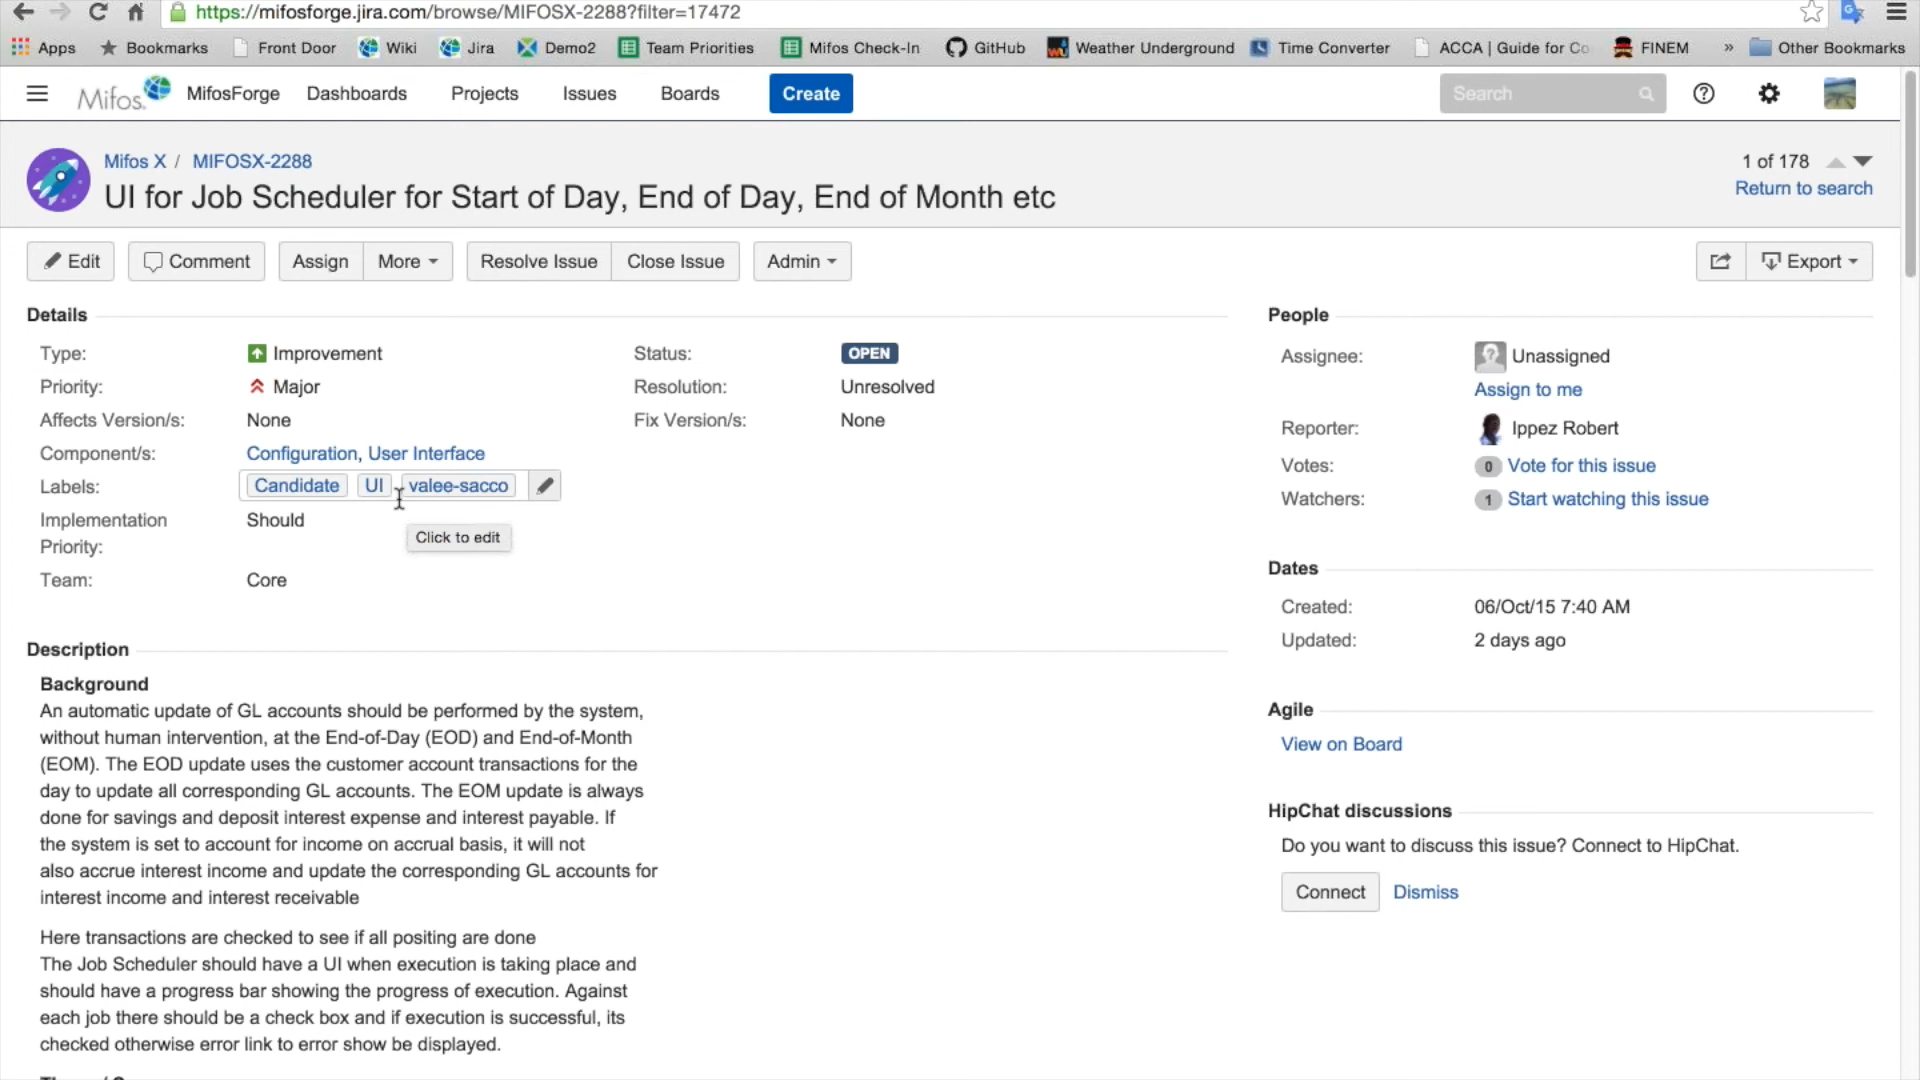 https://mifosforge.jira.com/browse/MIFOSX-2288?filter=17472
Apps Bookmarks Front Door Wiki Jira Demo2 Team Priorities Mifos Check-In GitHub Weather Underground Time Converter ACCA | Guide for Co FINEM » Other Bookmarks
Mifos MifosForge Dashboards Projects Issues Boards Create Search
Mifos X / MIFOSX-2288
1 of 178
UI for Job Scheduler for Start of Day, End of Day, End of Month etc
Return to search
Edit Comment Assign More Resolve Issue Close Issue Admin Export
Details
Type: Improvement
Status: OPEN
Priority: Major
Resolution: Unresolved
Affects Version/s: None
Fix Version/s: None
Component/s: Configuration, User Interface
Labels: Candidate UI valee-sacco
Implementation Priority: Should
Click to edit
Team: Core
Description
Background
An automatic update of GL accounts should be performed by the system,
without human intervention, at the End-of-Day (EOD) and End-of-Month
(EOM). The EOD update uses the customer account transactions for the
day to update all corresponding GL accounts. The EOM update is always
done for savings and deposit interest expense and interest payable. If
the system is set to account for income on accrual basis, it will not
also accrue interest income and update the corresponding GL accounts for
interest income and interest receivable
Here transactions are checked to see if all positing are done
The Job Scheduler should have a UI when execution is taking place and
should have a progress bar showing the progress of execution. Against
each job there should be a check box and if execution is successful, its
checked otherwise error link to error show be displayed.
People
Assignee: Unassigned
Assign to me
Reporter: Ippez Robert
Votes: 0 Vote for this issue
Watchers: 1 Start watching this issue
Dates
Created: 06/Oct/15 7:40 AM
Updated: 2 days ago
Agile
View on Board
HipChat discussions
Do you want to discuss this issue? Connect to HipChat.
Connect Dismiss